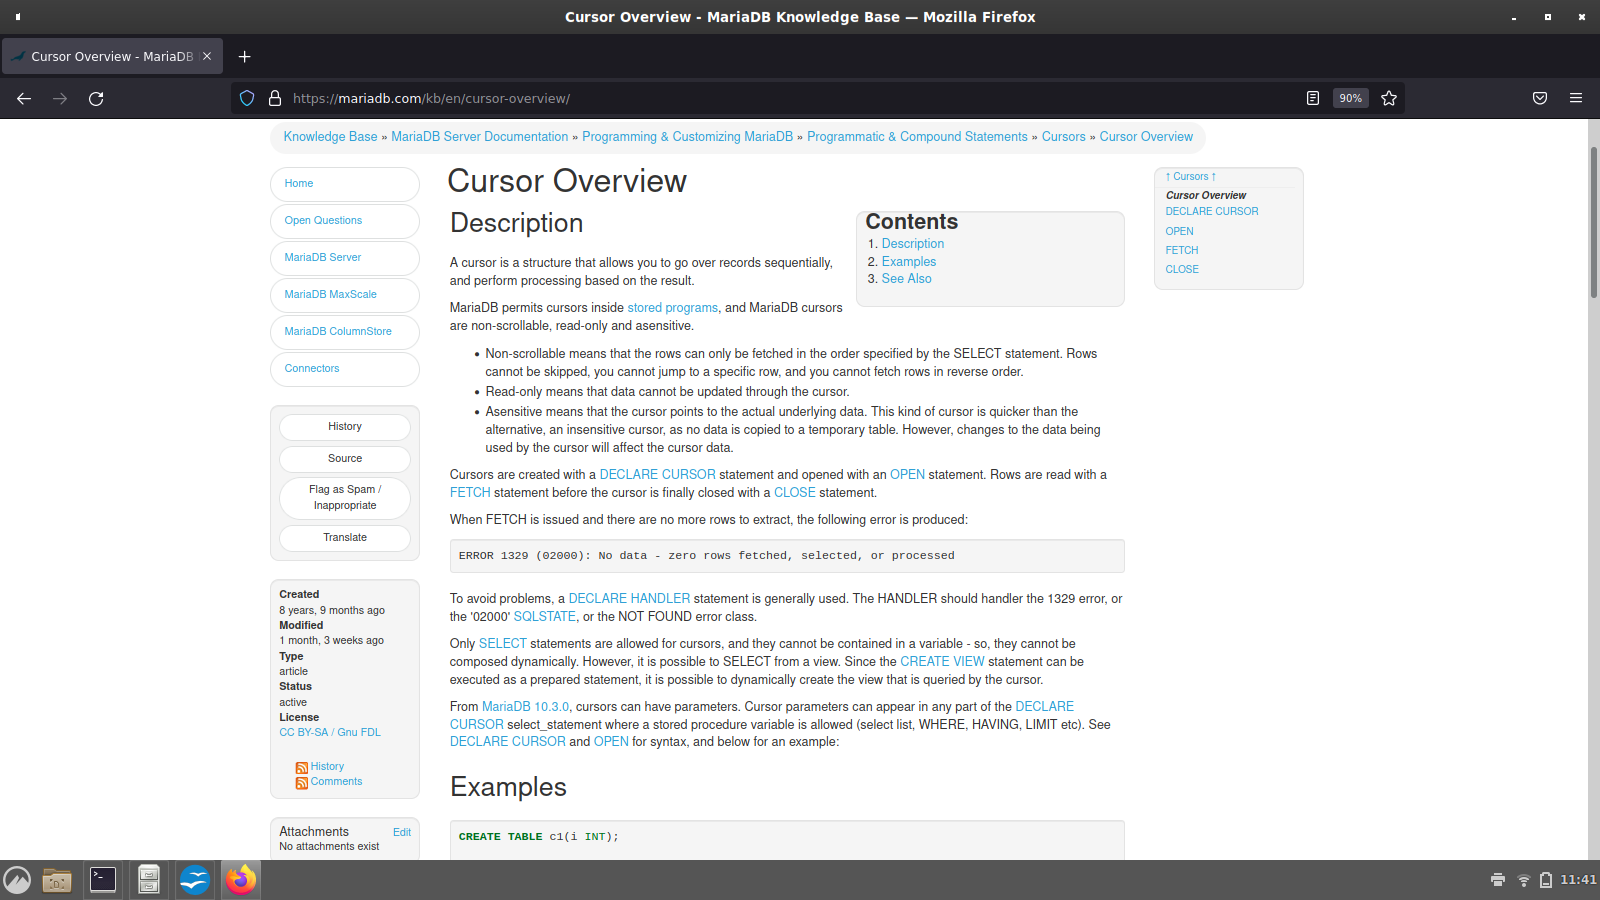 Cursor Overview - MariaDB Knowledge Base — Mozilla Firefox
Cursor Overview - MariaDB
https://mariadb.com/kb/en/cursor-overview/
90%
Knowledge Base » MariaDB Server Documentation » Programming & Customizing MariaDB » Programmatic & Compound Statements » Cursors » Cursor Overview
Home
Open Questions
MariaDB Server
MariaDB MaxScale
MariaDB ColumnStore
Connectors
History
Source
Flag as Spam /
Inappropriate
Translate
Created
8 years, 9 months ago
Modified
1 month, 3 weeks ago
Type
article
Status
active
License
CC BY-SA / Gnu FDL
History
Comments
Attachments Edit
No attachments exist
Cursor Overview
Description
A cursor is a structure that allows you to go over records sequentially,
and perform processing based on the result.
MariaDB permits cursors inside stored programs, and MariaDB cursors
are non-scrollable, read-only and asensitive.
• Non-scrollable means that the rows can only be fetched in the order specified by the SELECT statement. Rows
cannot be skipped, you cannot jump to a specific row, and you cannot fetch rows in reverse order.
• Read-only means that data cannot be updated through the cursor.
• Asensitive means that the cursor points to the actual underlying data. This kind of cursor is quicker than the
alternative, an insensitive cursor, as no data is copied to a temporary table. However, changes to the data being
used by the cursor will affect the cursor data.
Cursors are created with a DECLARE CURSOR statement and opened with an OPEN statement. Rows are read with a
FETCH statement before the cursor is finally closed with a CLOSE statement.
When FETCH is issued and there are no more rows to extract, the following error is produced:
ERROR 1329 (02000): No data - zero rows fetched, selected, or processed
To avoid problems, a DECLARE HANDLER statement is generally used. The HANDLER should handler the 1329 error, or
the '02000' SQLSTATE, or the NOT FOUND error class.
Only SELECT statements are allowed for cursors, and they cannot be contained in a variable - so, they cannot be
composed dynamically. However, it is possible to SELECT from a view. Since the CREATE VIEW statement can be
executed as a prepared statement, it is possible to dynamically create the view that is queried by the cursor.
From MariaDB 10.3.0, cursors can have parameters. Cursor parameters can appear in any part of the DECLARE
CURSOR select_statement where a stored procedure variable is allowed (select list, WHERE, HAVING, LIMIT etc). See
DECLARE CURSOR and OPEN for syntax, and below for an example:
Examples
CREATE TABLE c1(i INT);
Contents
1. Description
2. Examples
3. See Also
↑ Cursors ↑
Cursor Overview
DECLARE CURSOR
OPEN
FETCH
CLOSE
11:41